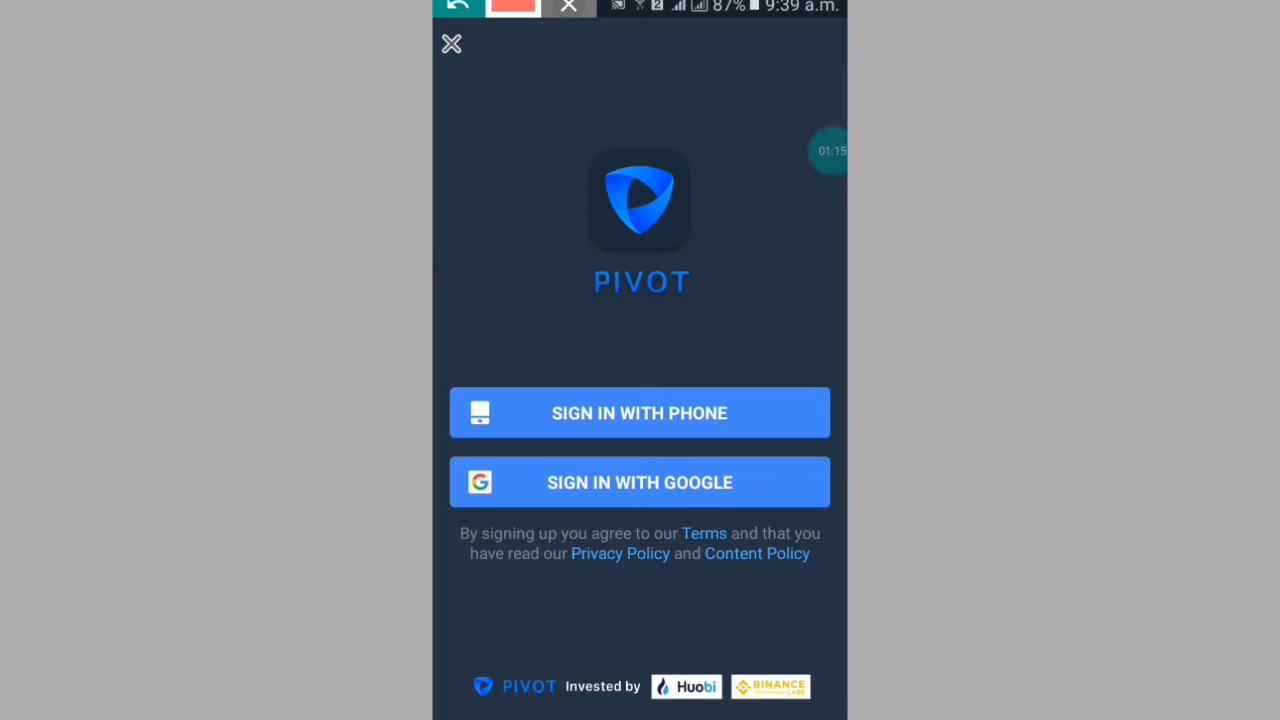 2 87% 9:39 a.m.
01:15
PIVOT
SIGN IN WITH PHONE
G SIGN IN WITH GOOGLE
By signing up you agree to our Terms and that you
have read our Privacy Policy and Content Policy
PIVOT Invested by Huobi BINANCE
LABS